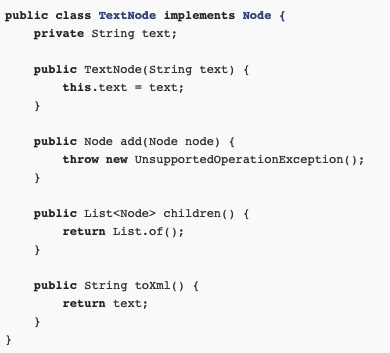 public class TextNode implements Node {
    private String text;

    public TextNode(String text) {
        this.text = text;
    }

    public Node add(Node node) {
        throw new UnsupportedOperationException();
    }

    public List<Node> children() {
        return List.of();
    }

    public String toXml() {
        return text;
    }
}